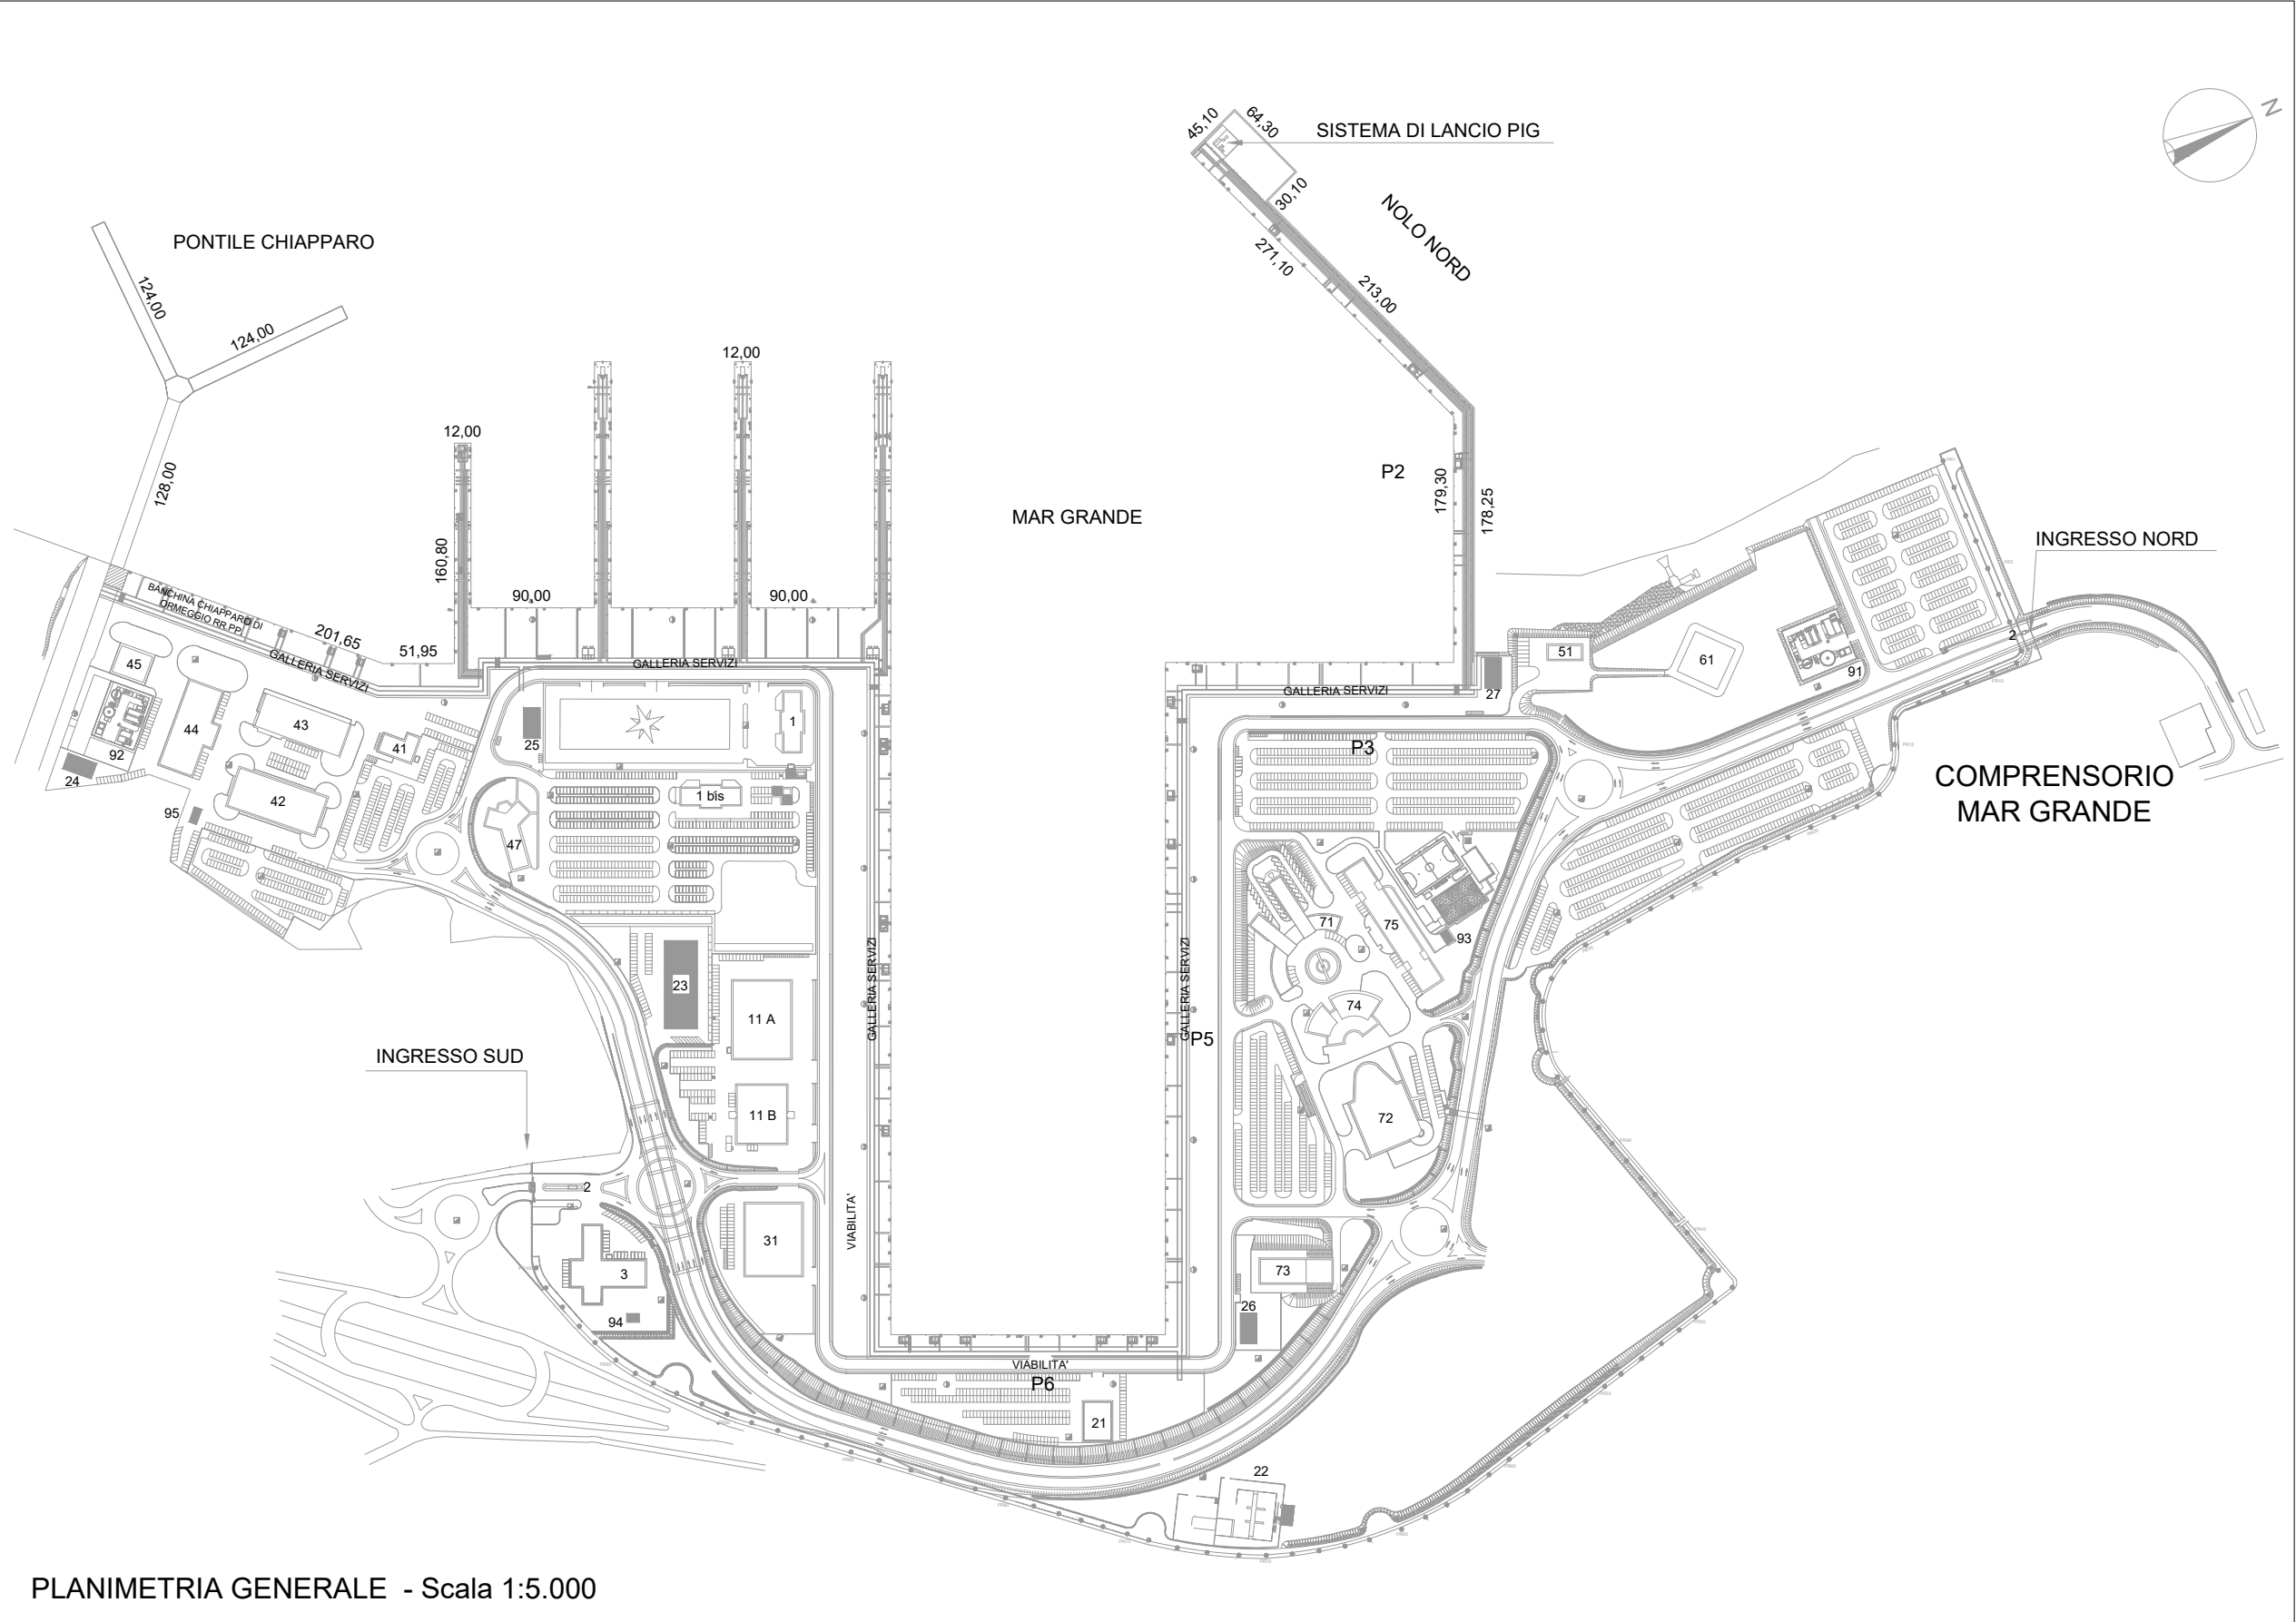 45,10
64,30
SISTEMA DI LANCIO PIG
N
30,10
NOLO NORD
271,10
213,00
PONTILE CHIAPPARO
124,00
124,00
128,00
12,00
12,00
160,80
90,00
90,00
MAR GRANDE
P2
179,30
178,25
INGRESSO NORD
2
BANCHINA CHIAPPARO DI
ORMEGGIO RR.PP.
201,65
51,95
GALLERIA SERVIZI
GALLERIA SERVIZI
GALLERIA SERVIZI
45
44
43
41
92
24
42
95
25
1
1 bis
47
27
51
61
91
P3
COMPRENSORIO
MAR GRANDE
23
11 A
11 B
GALLERIA SERVIZI
GALLERIA SERVIZI
P5
71
75
93
74
72
INGRESSO SUD
2
3
94
31
VIABILITA'
73
26
VIABILITA'
P6
21
22
PLANIMETRIA GENERALE - Scala 1:5.000